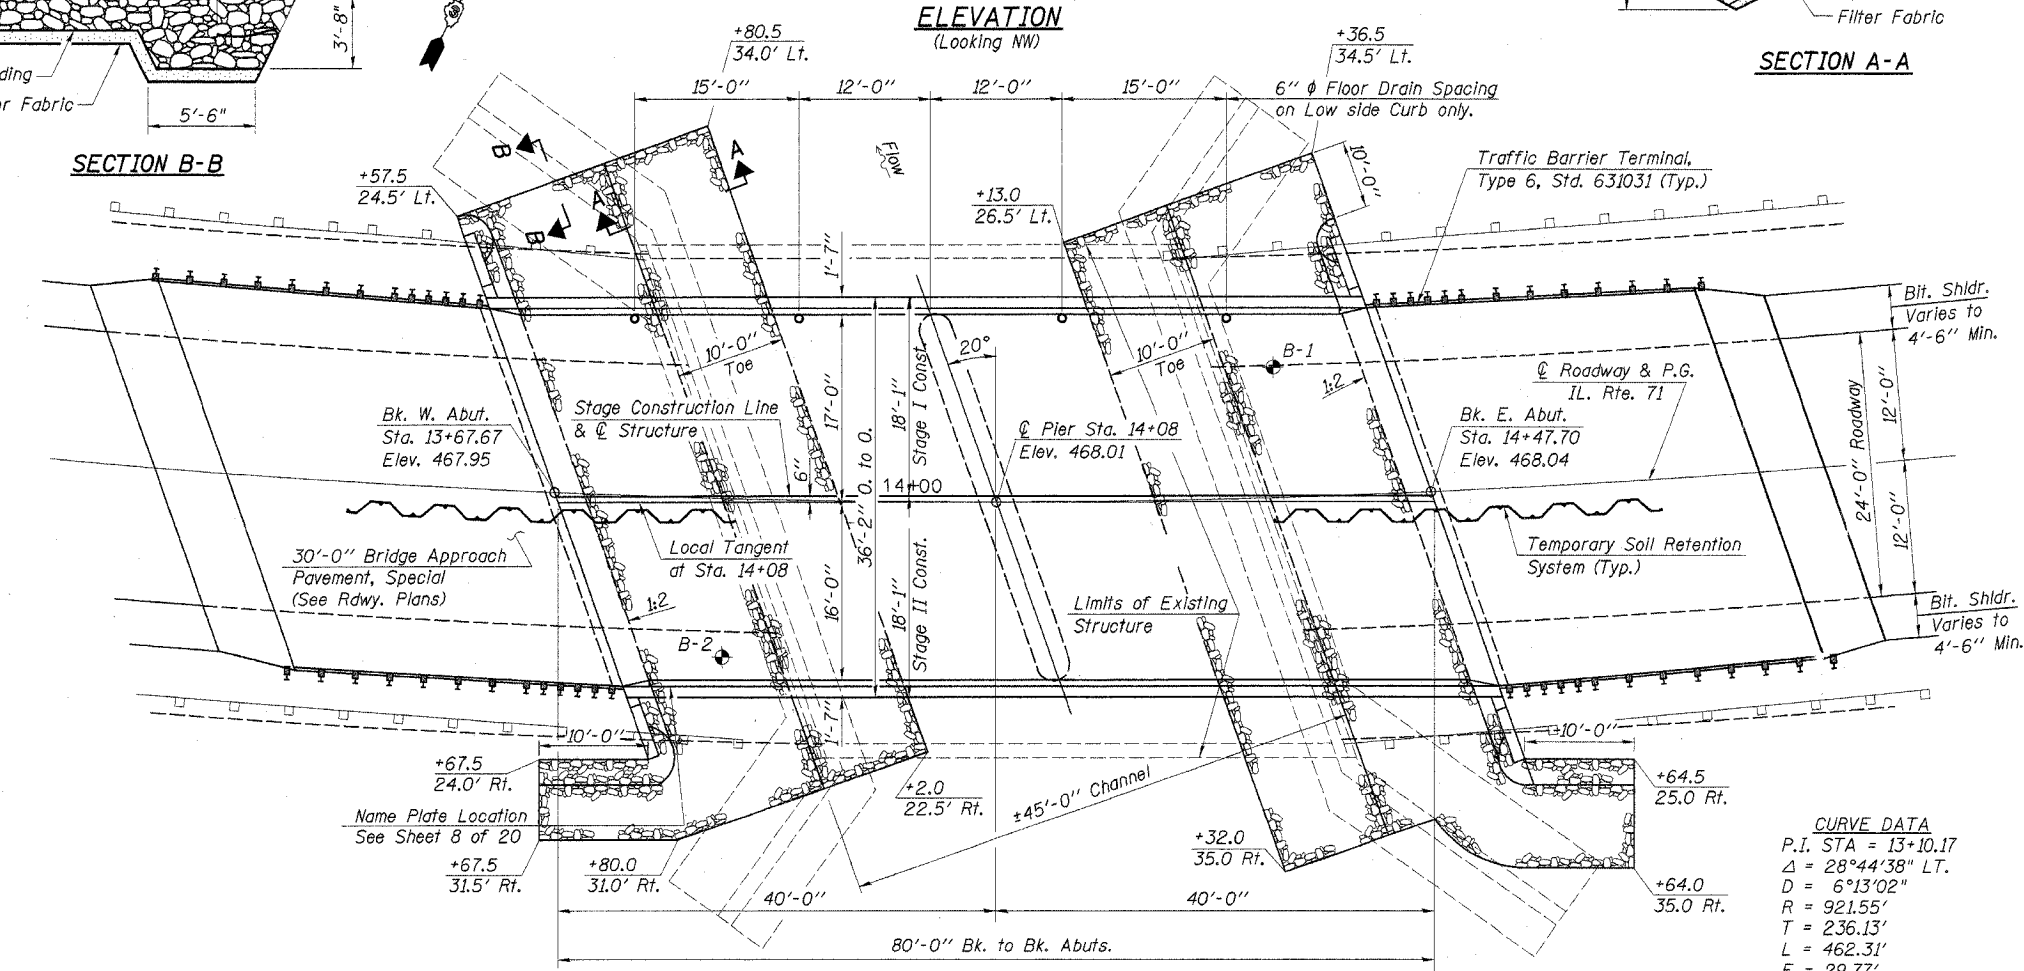 ELEVATION
(Looking NW)
3'-8"
5'-6"
Fabric
SECTION B-B
Filter Fabric
SECTION A-A
+80.5
34.0' Lt.
+36.5
34.5' Lt.
15'-0"
12'-0"
12'-0"
15'-0"
6" ϕ Floor Drain Spacing
on Low side Curb only.
10'-0"
Flow
B
A
A
B
+57.5
24.5' Lt.
+13.0
26.5' Lt.
Traffic Barrier Terminal,
Type 6, Std. 631031 (Typ.)
1'-7"
Bit. Shldr.
Varies to
4'-6" Min.
10'-0"
Toe
20°
10'-0"
Toe
B-1
1:2
℄ Roadway & P.G.
IL. Rte. 71
Bk. W. Abut.
Sta. 13+67.67
Elev. 467.95
Stage Construction Line
& ℄ Structure
17'-0"
6"
36'-2" O. to O.
18'-1"
Stage I Const.
14+00
℄ Pier Sta. 14+08
Elev. 468.01
Bk. E. Abut.
Sta. 14+47.70
Elev. 468.04
24'-0" Roadway
12'-0"
12'-0"
30'-0" Bridge Approach
Pavement, Special
(See Rdwy. Plans)
Local Tangent
at Sta. 14+08
Temporary Soil Retention
System (Typ.)
1:2
B-2
16'-0"
18'-1"
Stage II Const.
Limits of Existing
Structure
Bit. Shldr.
Varies to
4'-6" Min.
1'-7"
10'-0"
10'-0"
+67.5
24.0' Rt.
Name Plate Location
See Sheet 8 of 20
+67.5
31.5' Rt.
+80.0
31.0' Rt.
+2.0
22.5' Rt.
±45'-0" Channel
+32.0
35.0 Rt.
+64.5
25.0 Rt.
+64.0
35.0 Rt.
40'-0"
40'-0"
80'-0" Bk. to Bk. Abuts.
CURVE DATA
P.I. STA = 13+10.17
Δ = 28°44'38" LT.
D = 6°13'02"
R = 921.55'
T = 236.13'
L = 462.31'
E = 29.77'